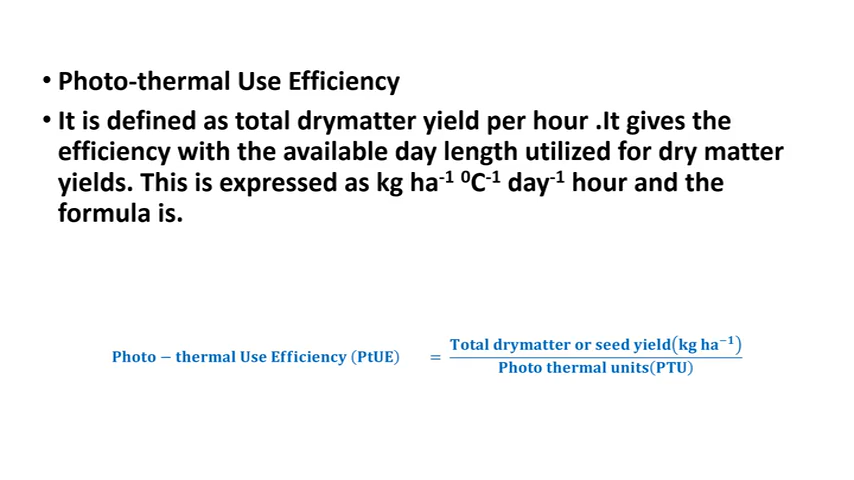 • Photo-thermal Use Efficiency
• It is defined as total drymatter yield per hour .It gives the
efficiency with the available day length utilized for dry matter
yields. This is expressed as kg ha⁻¹ ⁰C⁻¹ day⁻¹ hour and the
formula is.
Photo − thermal Use Efficiency (PtUE) = Total drymatter or seed yield(kg ha⁻¹)
Photo thermal units(PTU)